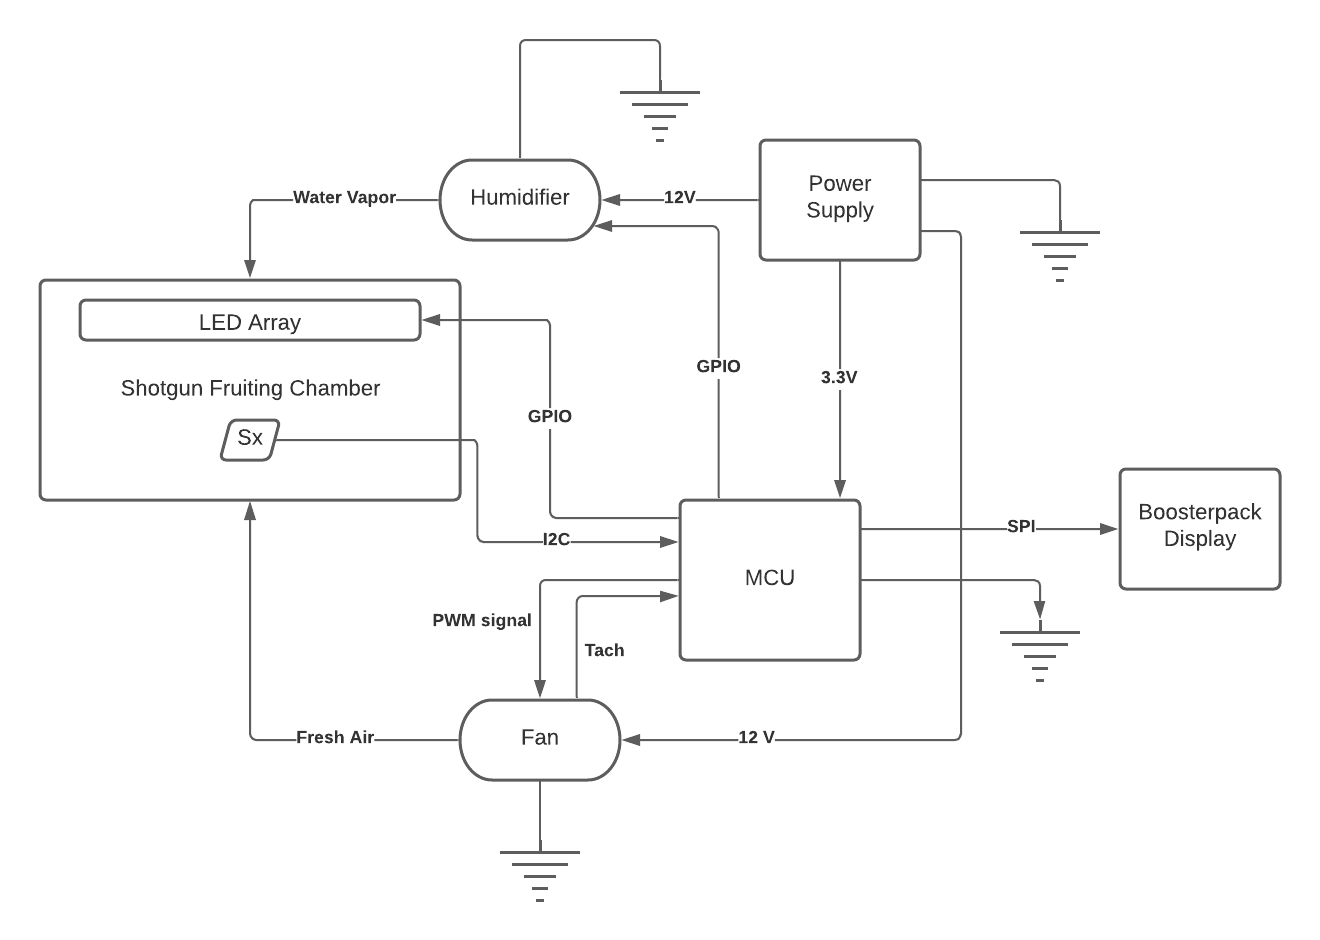 Power
Supply
Humidifier
Water Vapor
12V
LED Array
GPIO
3.3V
Shotgun Fruiting Chamber
GPIO
Sx
Boosterpack
Display
SPI
I2C
MCU
PWM signal
Tach
Fresh Air
Fan
12 V